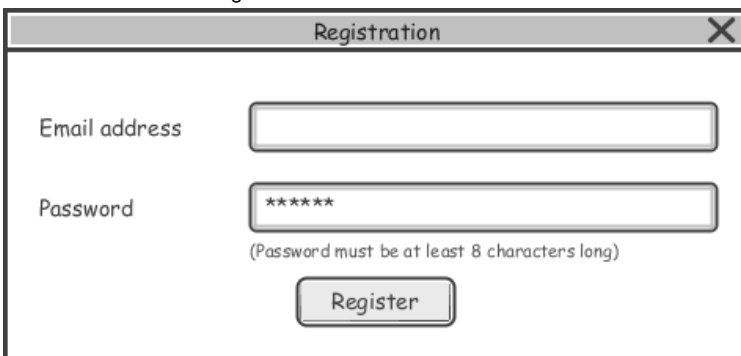 Registration
Email address
Password
******
(Password must be at least 8 characters long)
Register